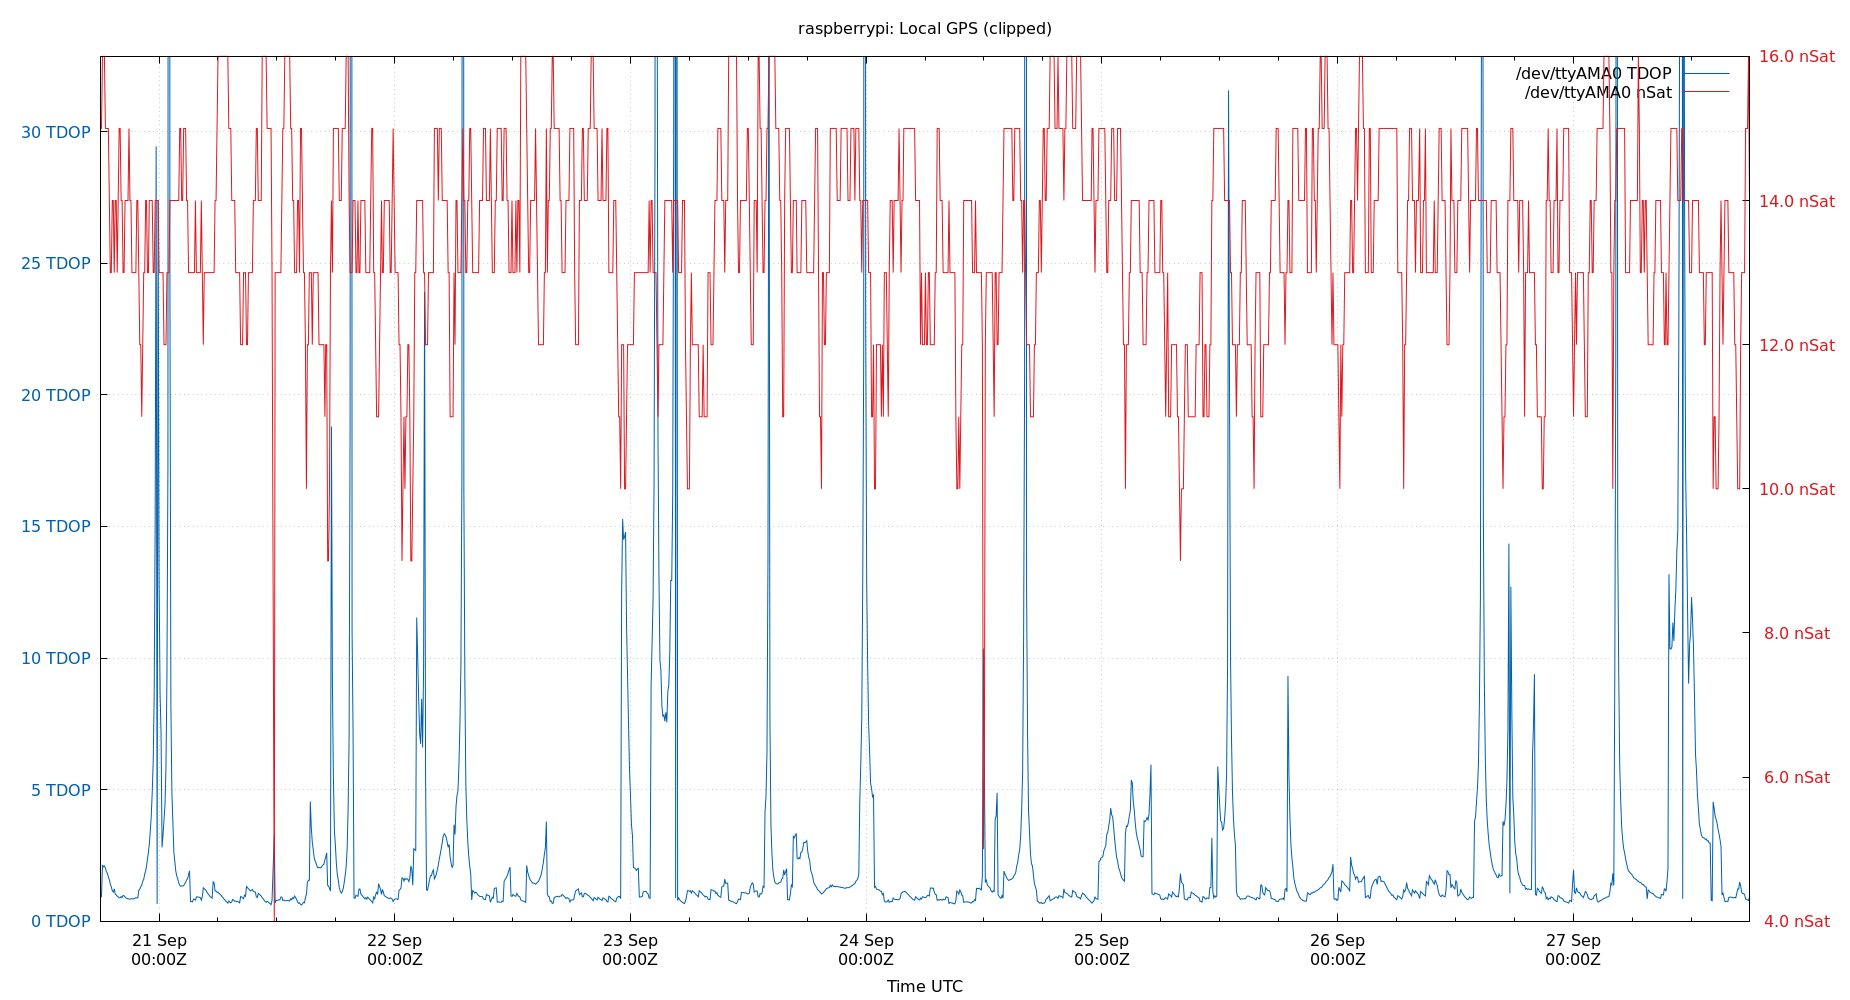 raspberrypi: Local GPS (clipped)
/dev/ttyAMA0 TDOP
/dev/ttyAMA0 nSat
30 TDOP
25 TDOP
20 TDOP
15 TDOP
10 TDOP
5 TDOP
0 TDOP
16.0 nSat
14.0 nSat
12.0 nSat
10.0 nSat
8.0 nSat
6.0 nSat
4.0 nSat
21 Sep 22 Sep 23 Sep 24 Sep 25 Sep 26 Sep 27 Sep
00:00Z 00:00Z 00:00Z 00:00Z 00:00Z 00:00Z 00:00Z
Time UTC